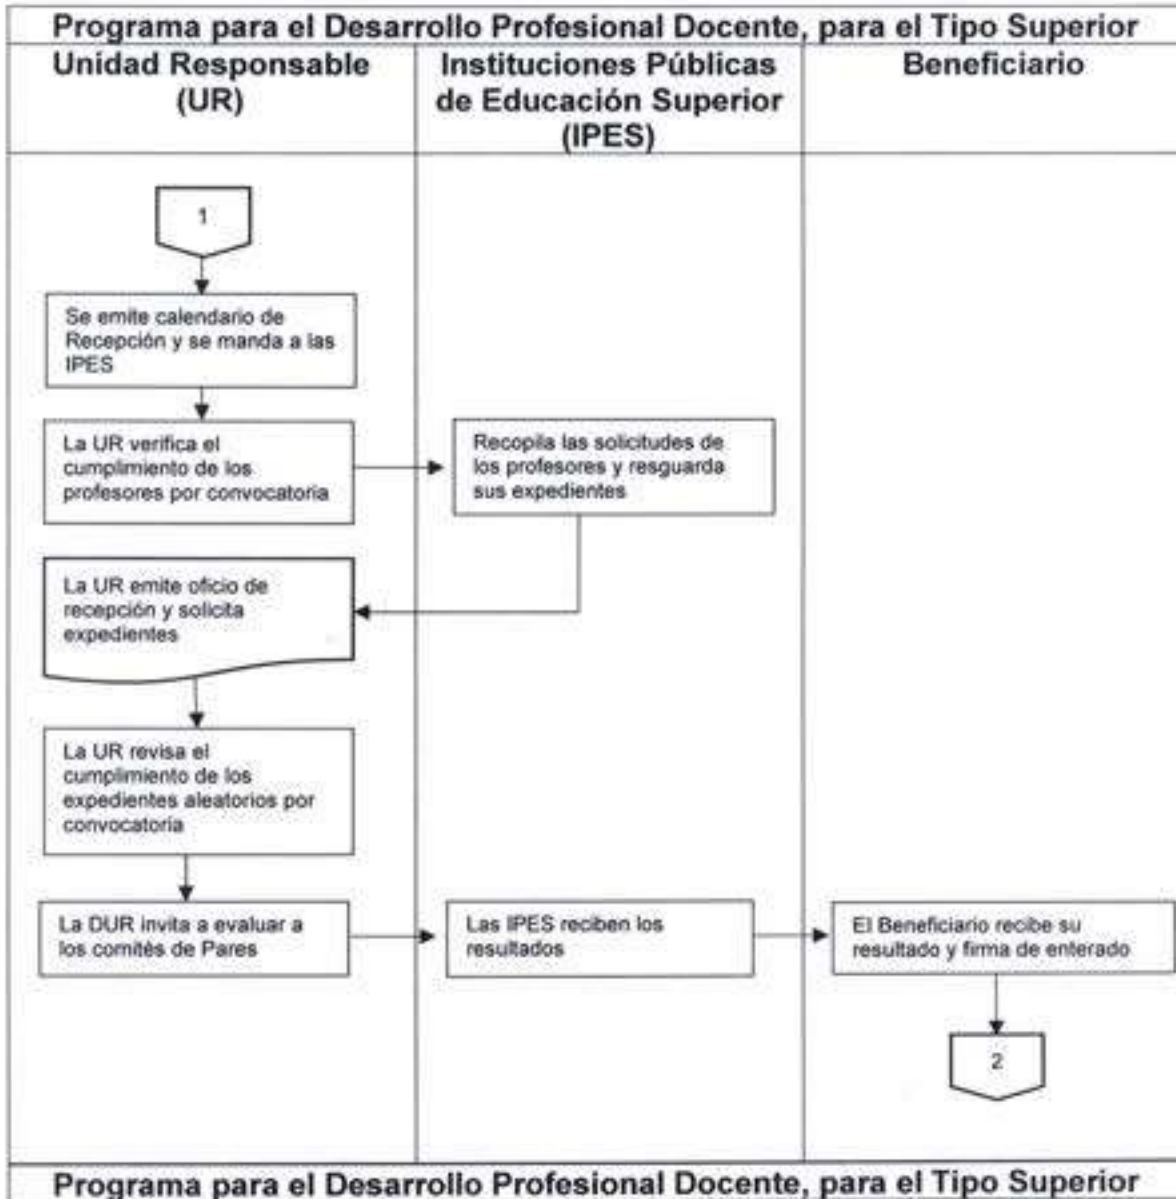 Programa para el Desarrollo Profesional Docente, para el Tipo Superior
Unidad Responsable
(UR)
Instituciones Públicas
de Educación Superior
(IPES)
Beneficiario
1
Se emite calendario de
Recepción y se manda a las
IPES
La UR verifica el
cumplimiento de los
profesores por convocatoria
Recopila las solicitudes de
los profesores y resguarda
sus expedientes
La UR emite oficio de
recepción y solicita
expedientes
La UR revisa el
cumplimiento de los
expedientes aleatorios por
convocatoria
La DUR invita a evaluar a
los comités de Pares
Las IPES reciben los
resultados
El Beneficiario recibe su
resultado y firma de enterado
2
Programa para el Desarrollo Profesional Docente, para el Tipo Superior